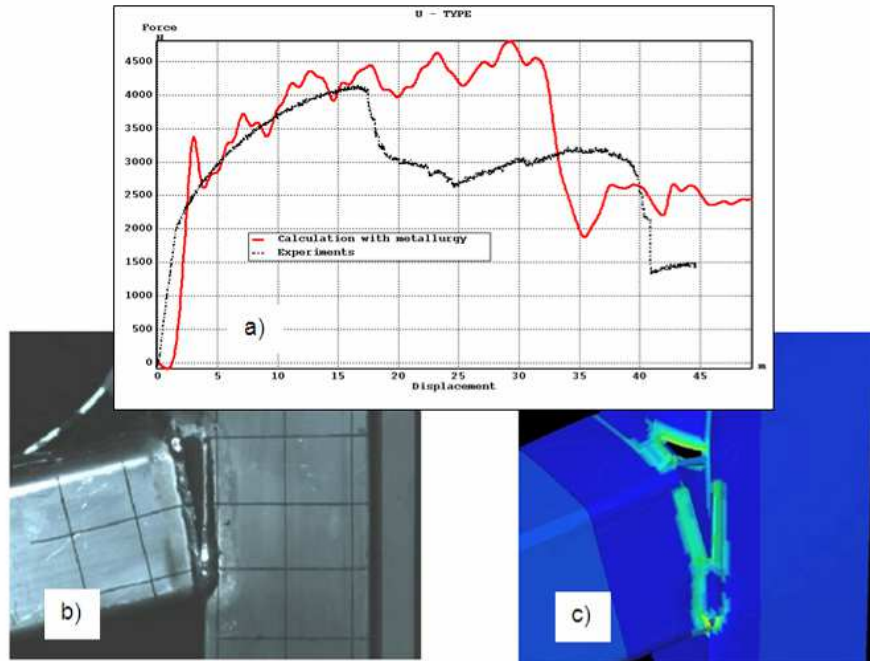 U - TYPE
Force
N
4500
4000
3500
3000
2500
2000
1500
1000
500
0
0 5 10 15 20 25 30 35 40 45 m
Displacement
Calculation with metallurgy
Experiments
a)
b)
c)